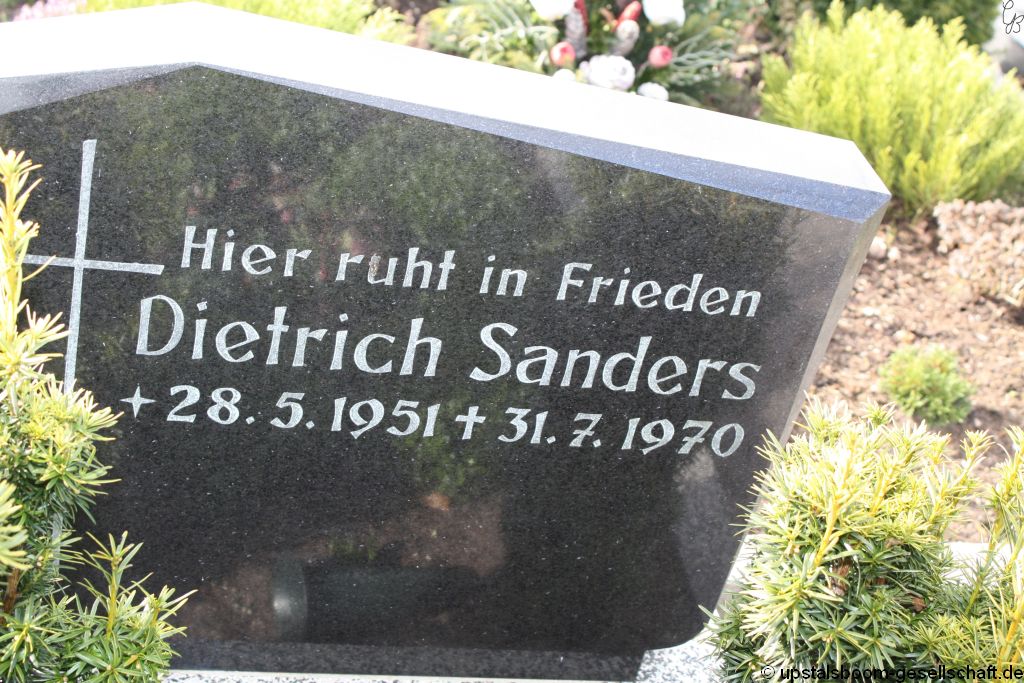 Hier ruht in Frieden
Dietrich Sanders
✦ 28. 5. 1951 ✝ 31. 7. 1970
© upstalsboom-gesellschaft.de